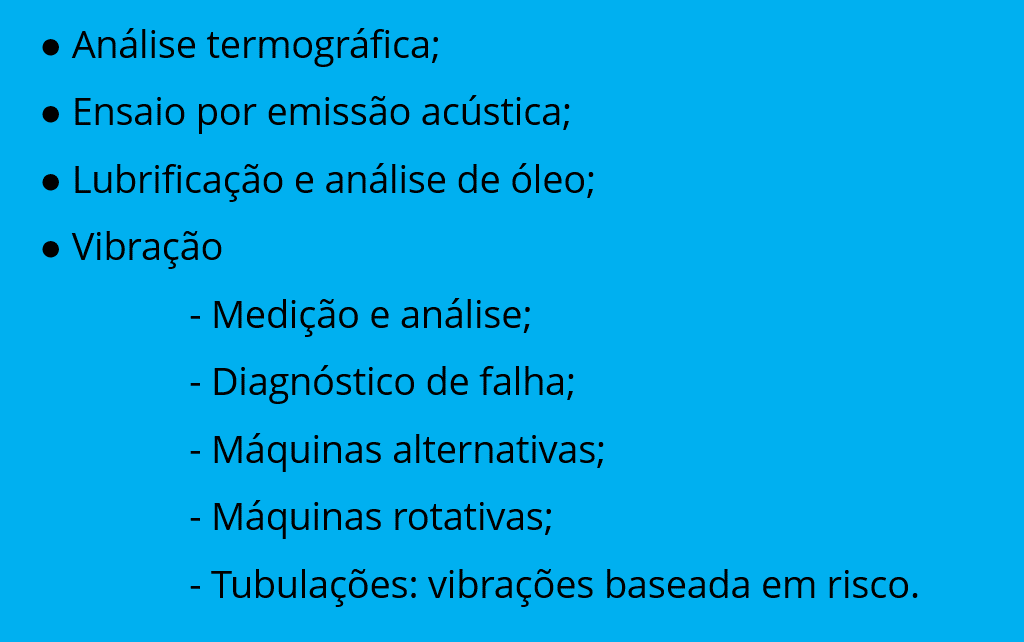 ● Análise termográfica;
● Ensaio por emissão acústica;
● Lubrificação e análise de óleo;
● Vibração
- Medição e análise;
- Diagnóstico de falha;
- Máquinas alternativas;
- Máquinas rotativas;
- Tubulações: vibrações baseada em risco.